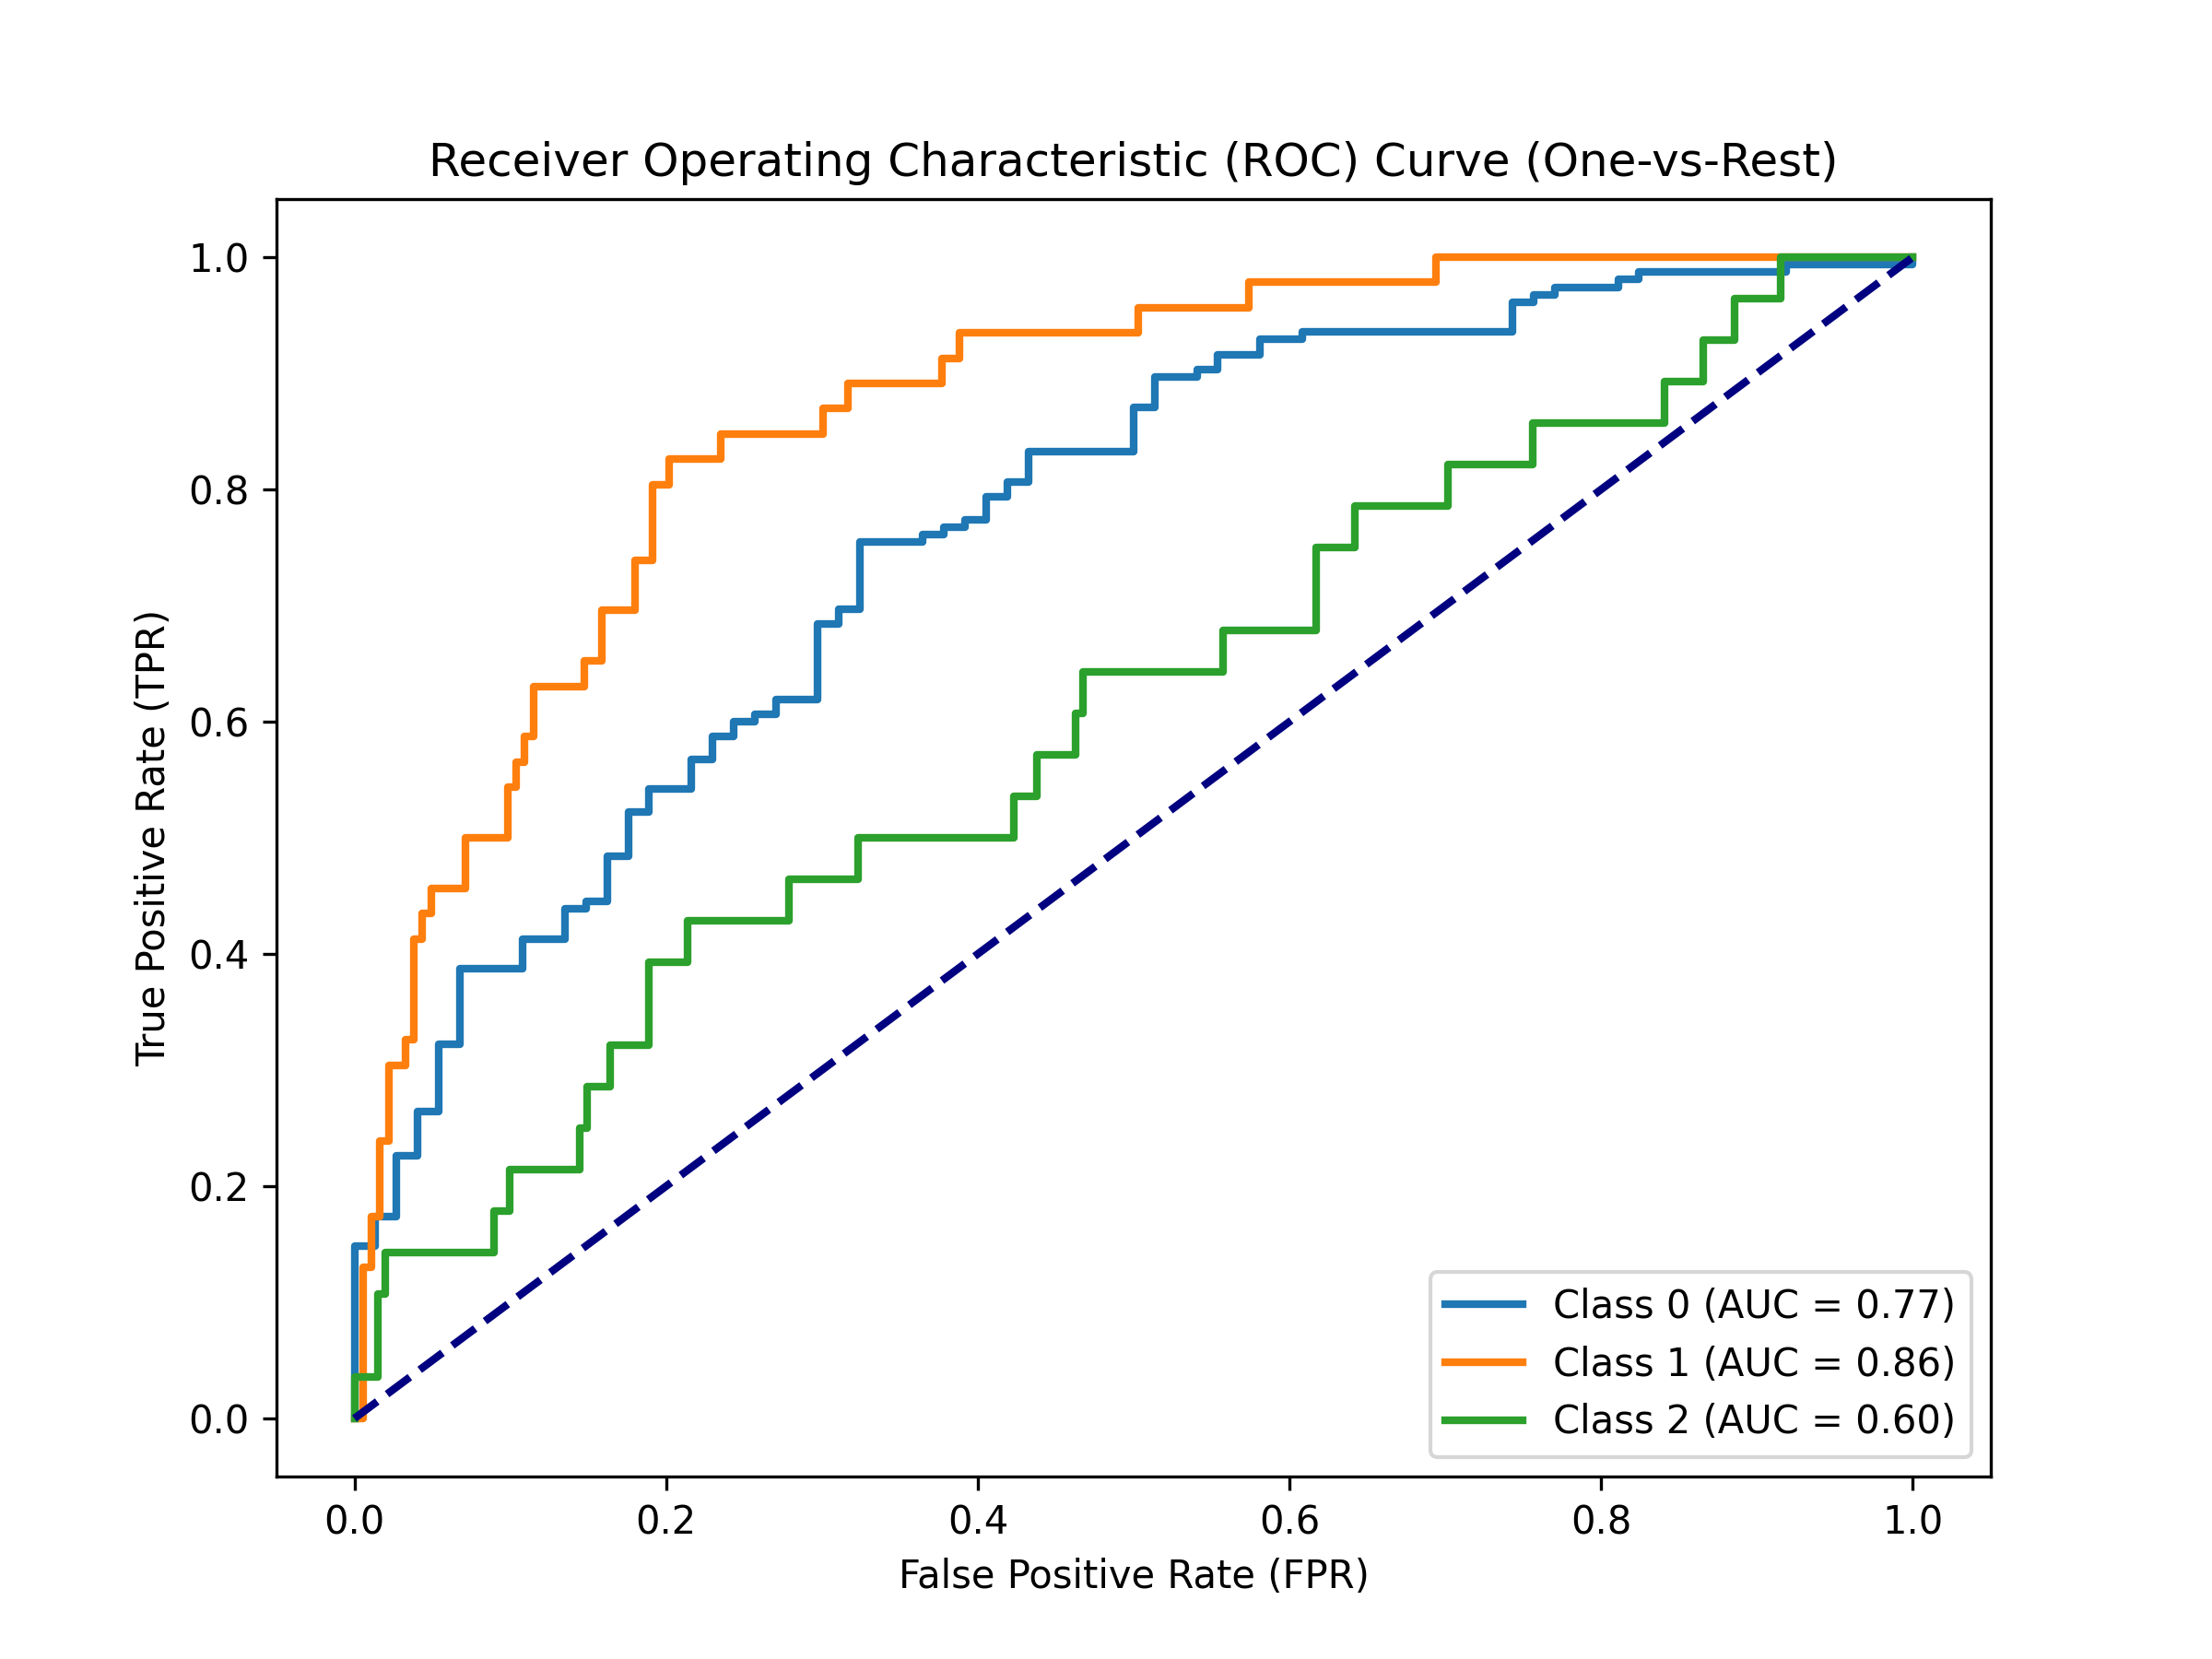 Receiver Operating Characteristic (ROC) Curve (One-vs-Rest)
1.0
0.8
0.6
0.4
0.2
0.0
True Positive Rate (TPR)
Class 0 (AUC = 0.77)
Class 1 (AUC = 0.86)
Class 2 (AUC = 0.60)
0.0 0.2 0.4 0.6 0.8 1.0
False Positive Rate (FPR)